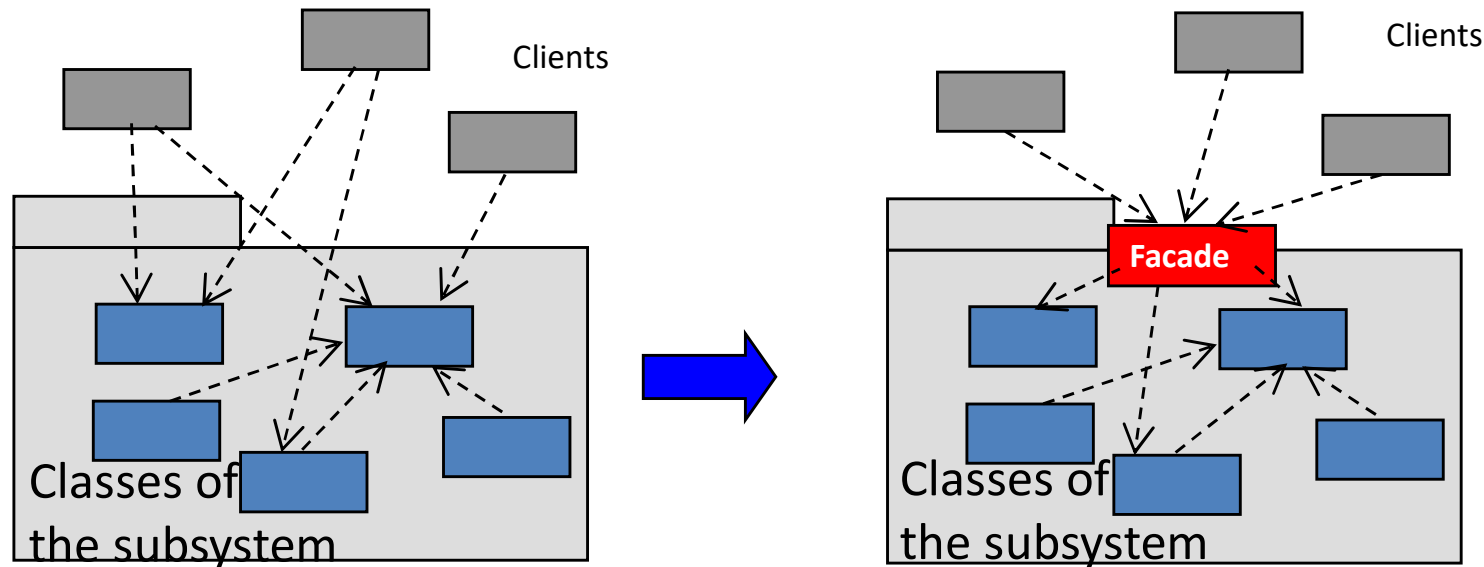 Clients
Classes of
the subsystem
Clients
Facade
Classes of
the subsystem